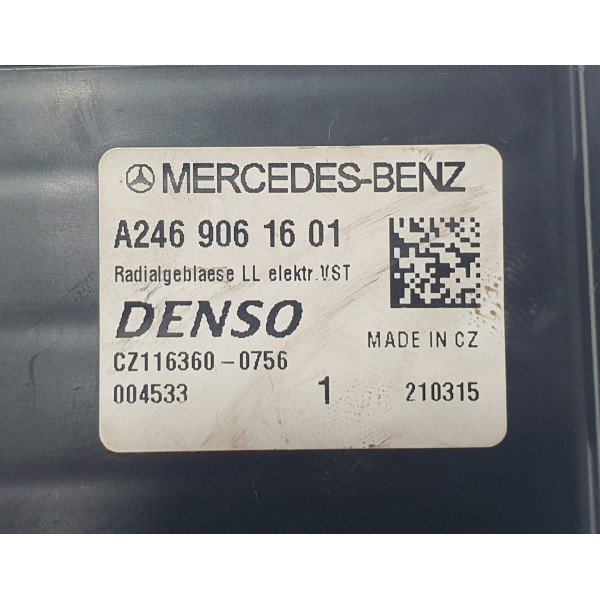 MERCEDES-BENZ
A246 906 16 01
Radialgeblaese LL elektr.VST
DENSO
MADE IN CZ
CZ116360-0756
004533 1 210315